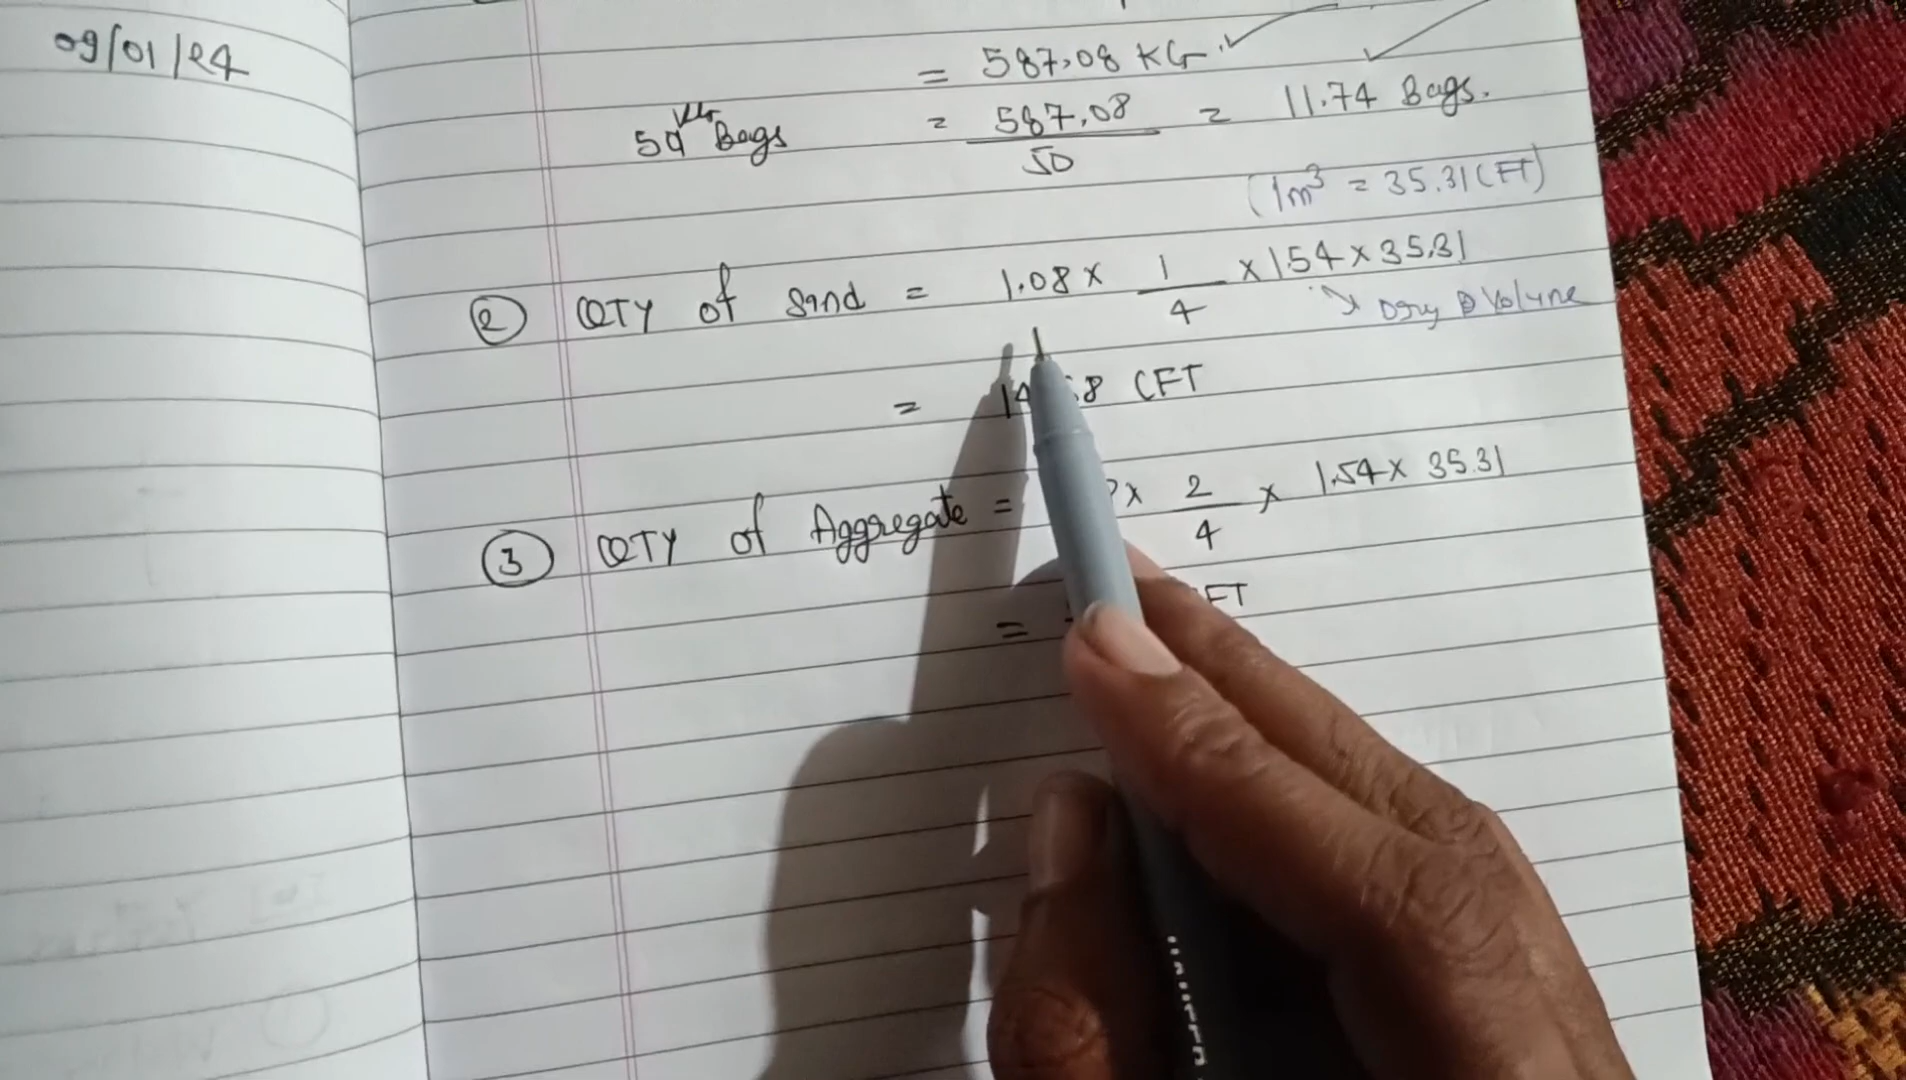 09/01/24
= 587.08 KG.
50 KG Bags = 587.08 / 50 = 11.74 Bags.
(1m³ = 35.31 CFT)
② QTY of Sand = 1.08 × 1/4 × 1.54 × 35.31
Dry Volume
= CFT
③ QTY of Aggregate = × 2/4 × 1.54 × 35.31
=